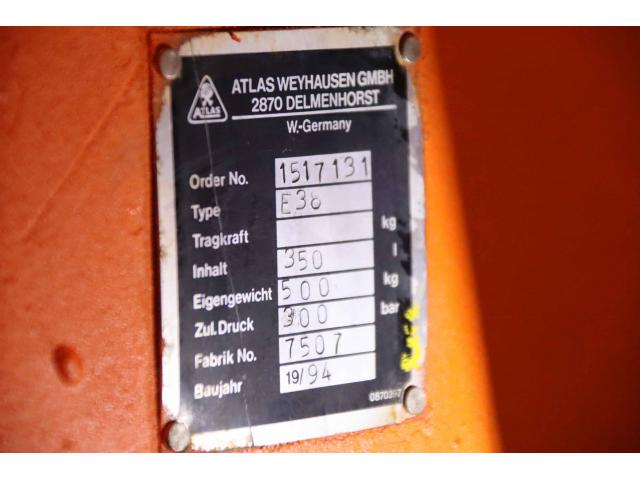 ATLAS
ATLAS WEYHAUSEN GMBH
2870 DELMENHORST
W.-Germany
Order No. 1517131
Type E38
Tragkraft kg
Inhalt 350 l
Eigengewicht 500 kg
Zul.Druck 300 bar
Fabrik No. 7507
Baujahr 19/94